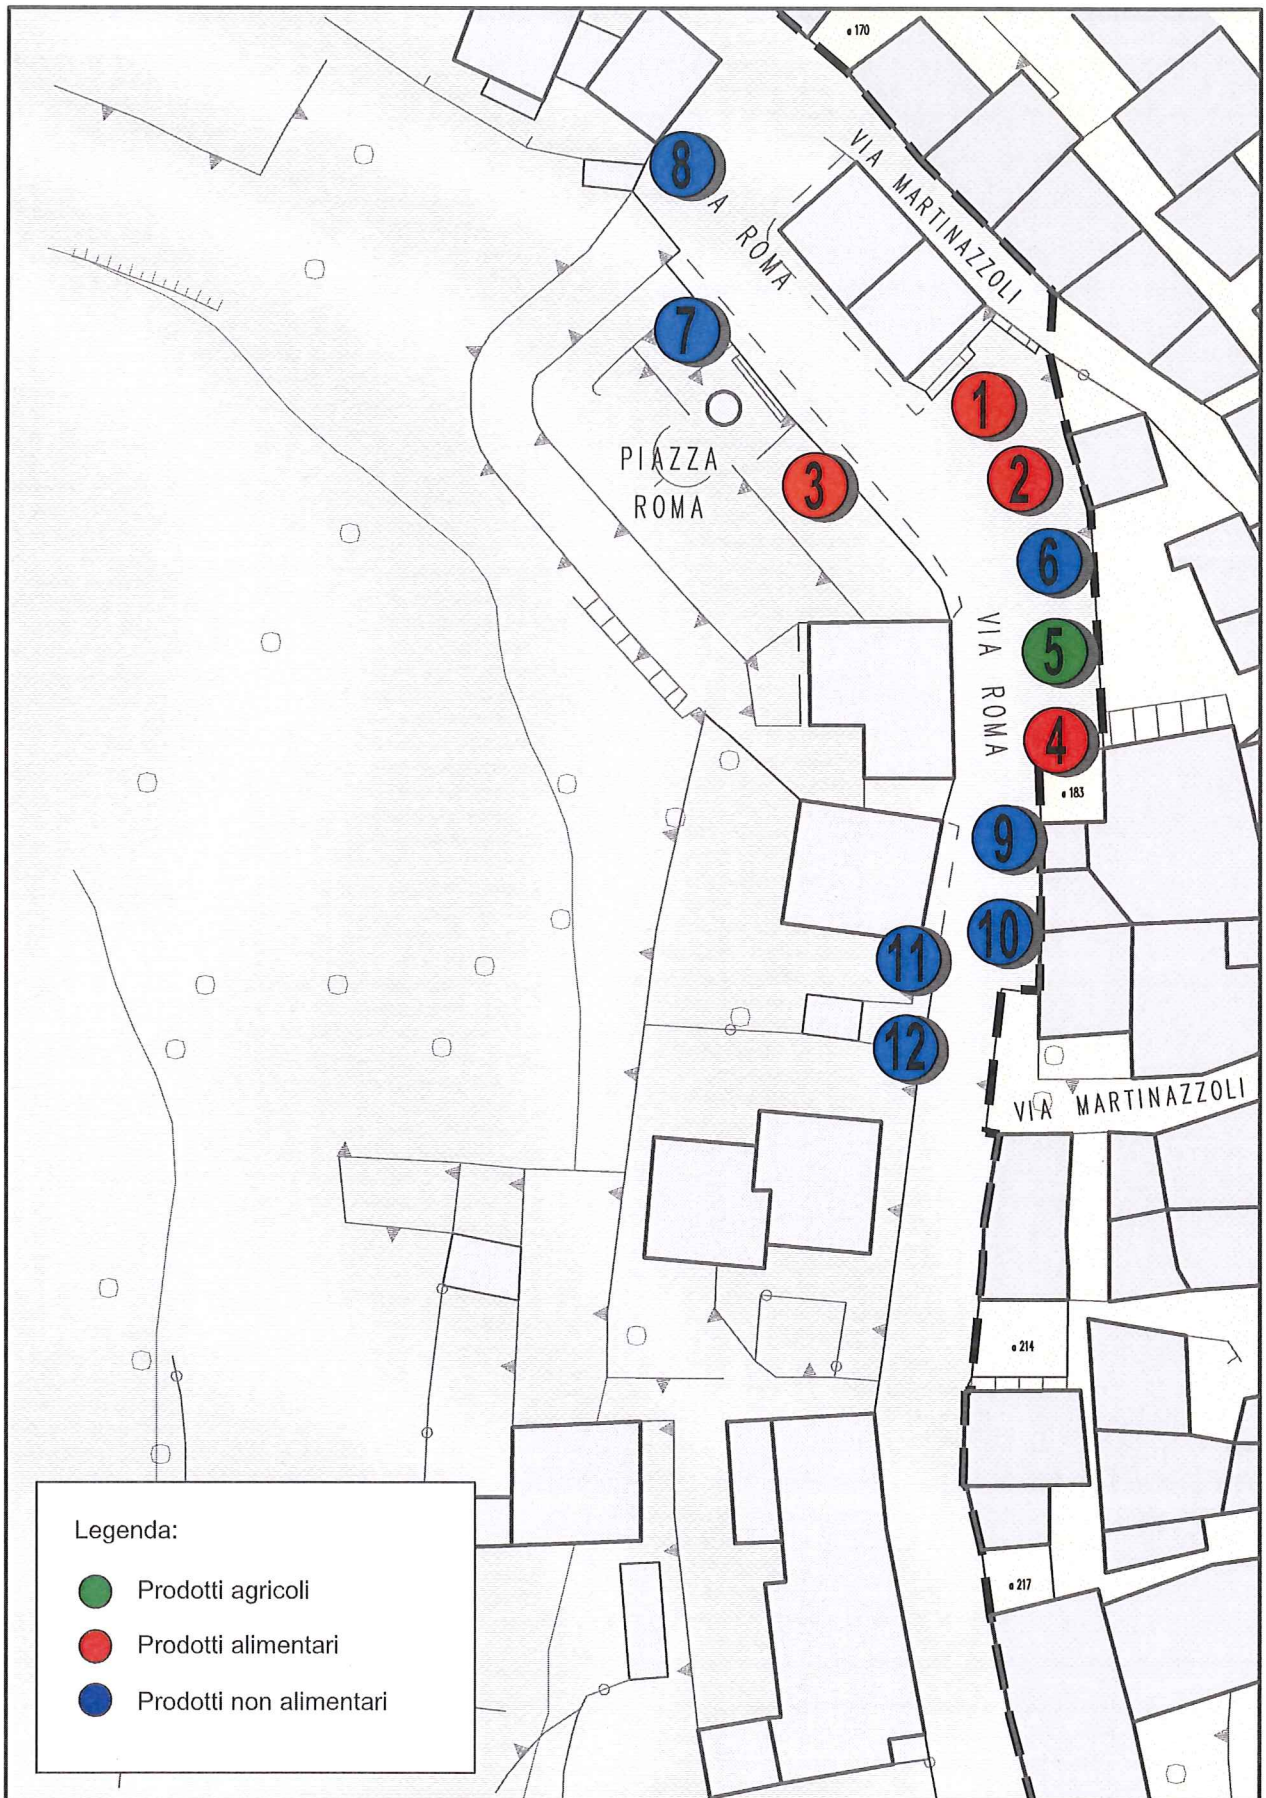 a 170
VIA MARTINAZZOLI
8
A ROMA
7
1
PIAZZA
ROMA
3
2
6
VIA ROMA
5
4
a 183
9
10
11
12
VIA MARTINAZZOLI
a 214
a 217
Legenda:
Prodotti agricoli
Prodotti alimentari
Prodotti non alimentari